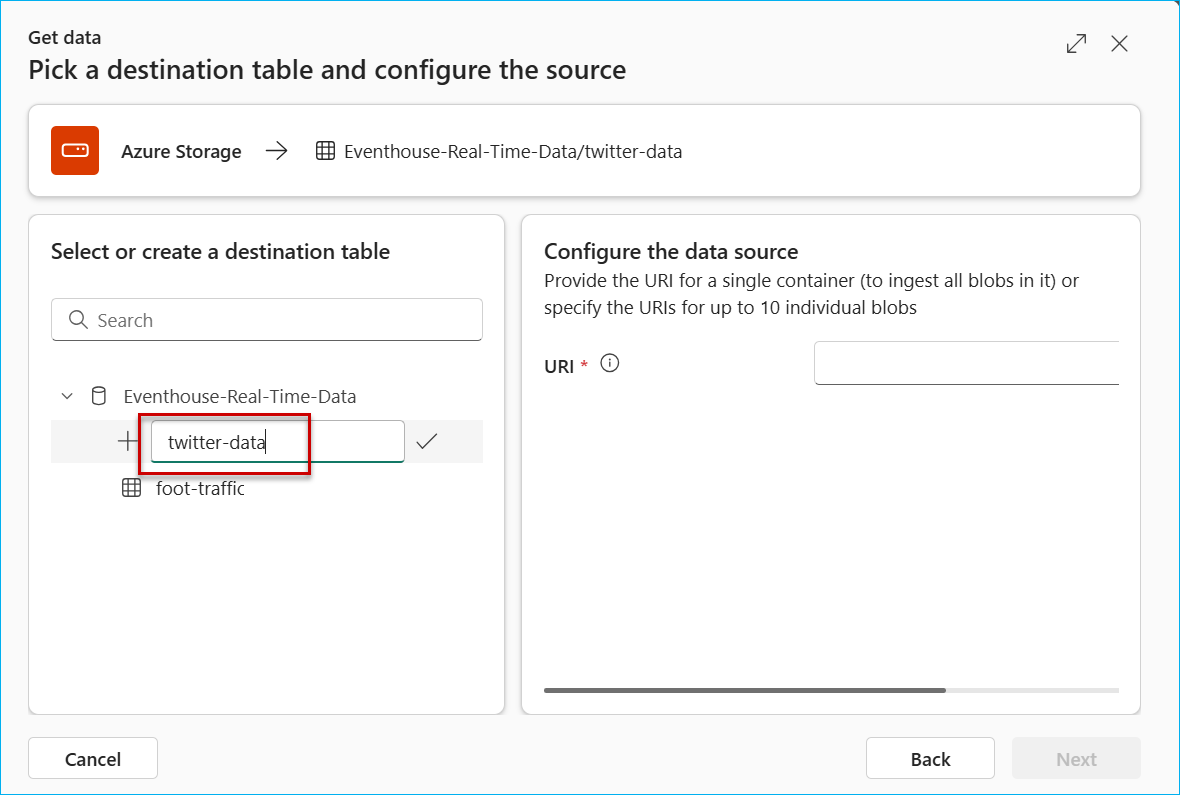 Get data
Pick a destination table and configure the source
Azure Storage
Eventhouse-Real-Time-Data/twitter-data
Select or create a destination table
Search
Eventhouse-Real-Time-Data
twitter-data
foot-traffic
Configure the data source
Provide the URI for a single container (to ingest all blobs in it) or
specify the URIs for up to 10 individual blobs
URI *
Cancel
Back
Next